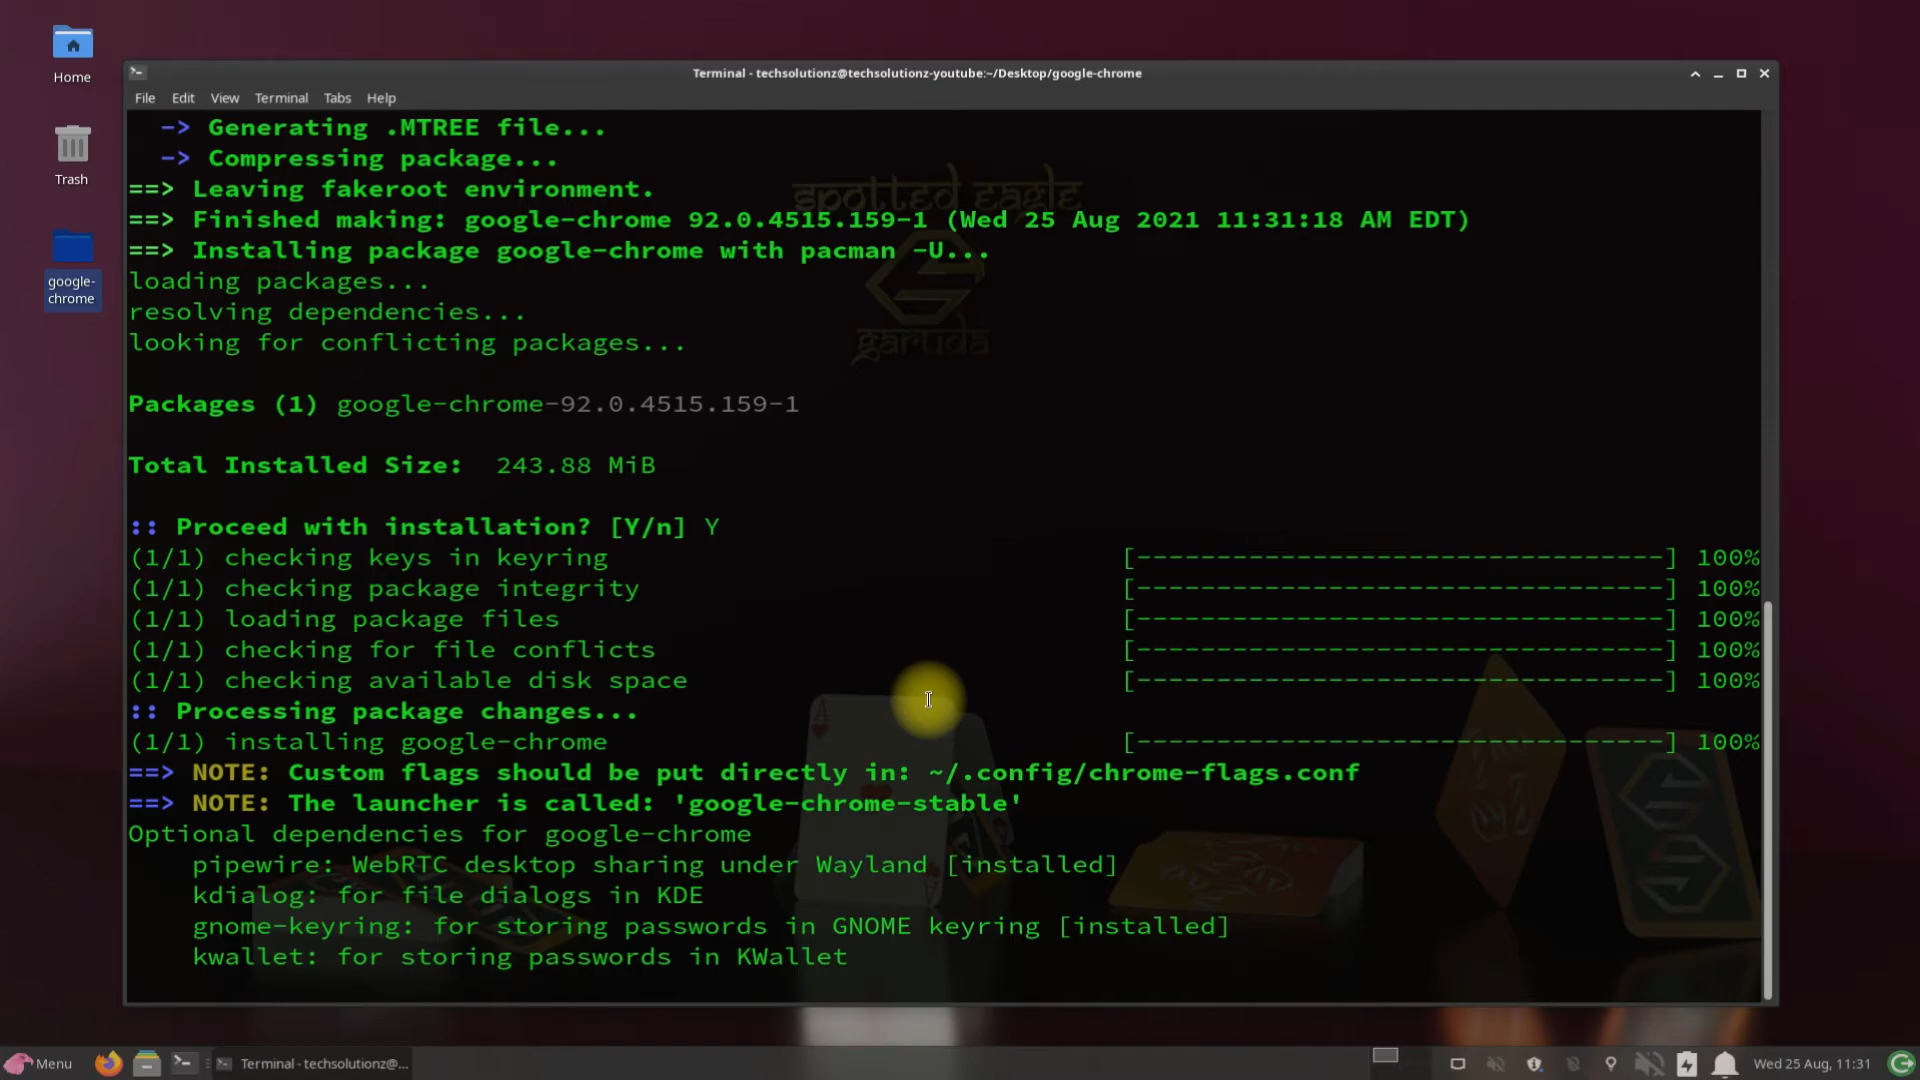 Home
Trash
google-
chrome
Terminal - techsolutionz@techsolutionz-youtube:~/Desktop/google-chrome
File Edit View Terminal Tabs Help
-> Generating .MTREE file...
-> Compressing package...
==> Leaving fakeroot environment.
==> Finished making: google-chrome 92.0.4515.159-1 (Wed 25 Aug 2021 11:31:18 AM EDT)
==> Installing package google-chrome with pacman -U...
loading packages...
resolving dependencies...
looking for conflicting packages...
Packages (1) google-chrome-92.0.4515.159-1
Total Installed Size:  243.88 MiB
:: Proceed with installation? [Y/n] Y
(1/1) checking keys in keyring [---------------------------------] 100%
(1/1) checking package integrity [---------------------------------] 100%
(1/1) loading package files [---------------------------------] 100%
(1/1) checking for file conflicts [---------------------------------] 100%
(1/1) checking available disk space [---------------------------------] 100%
:: Processing package changes...
(1/1) installing google-chrome [---------------------------------] 100%
==> NOTE: Custom flags should be put directly in: ~/.config/chrome-flags.conf
==> NOTE: The launcher is called: 'google-chrome-stable'
Optional dependencies for google-chrome
pipewire: WebRTC desktop sharing under Wayland [installed]
kdialog: for file dialogs in KDE
gnome-keyring: for storing passwords in GNOME keyring [installed]
kwallet: for storing passwords in KWallet
spotted eagle
garuda
Menu
Terminal - techsolutionz@...
Wed 25 Aug, 11:31